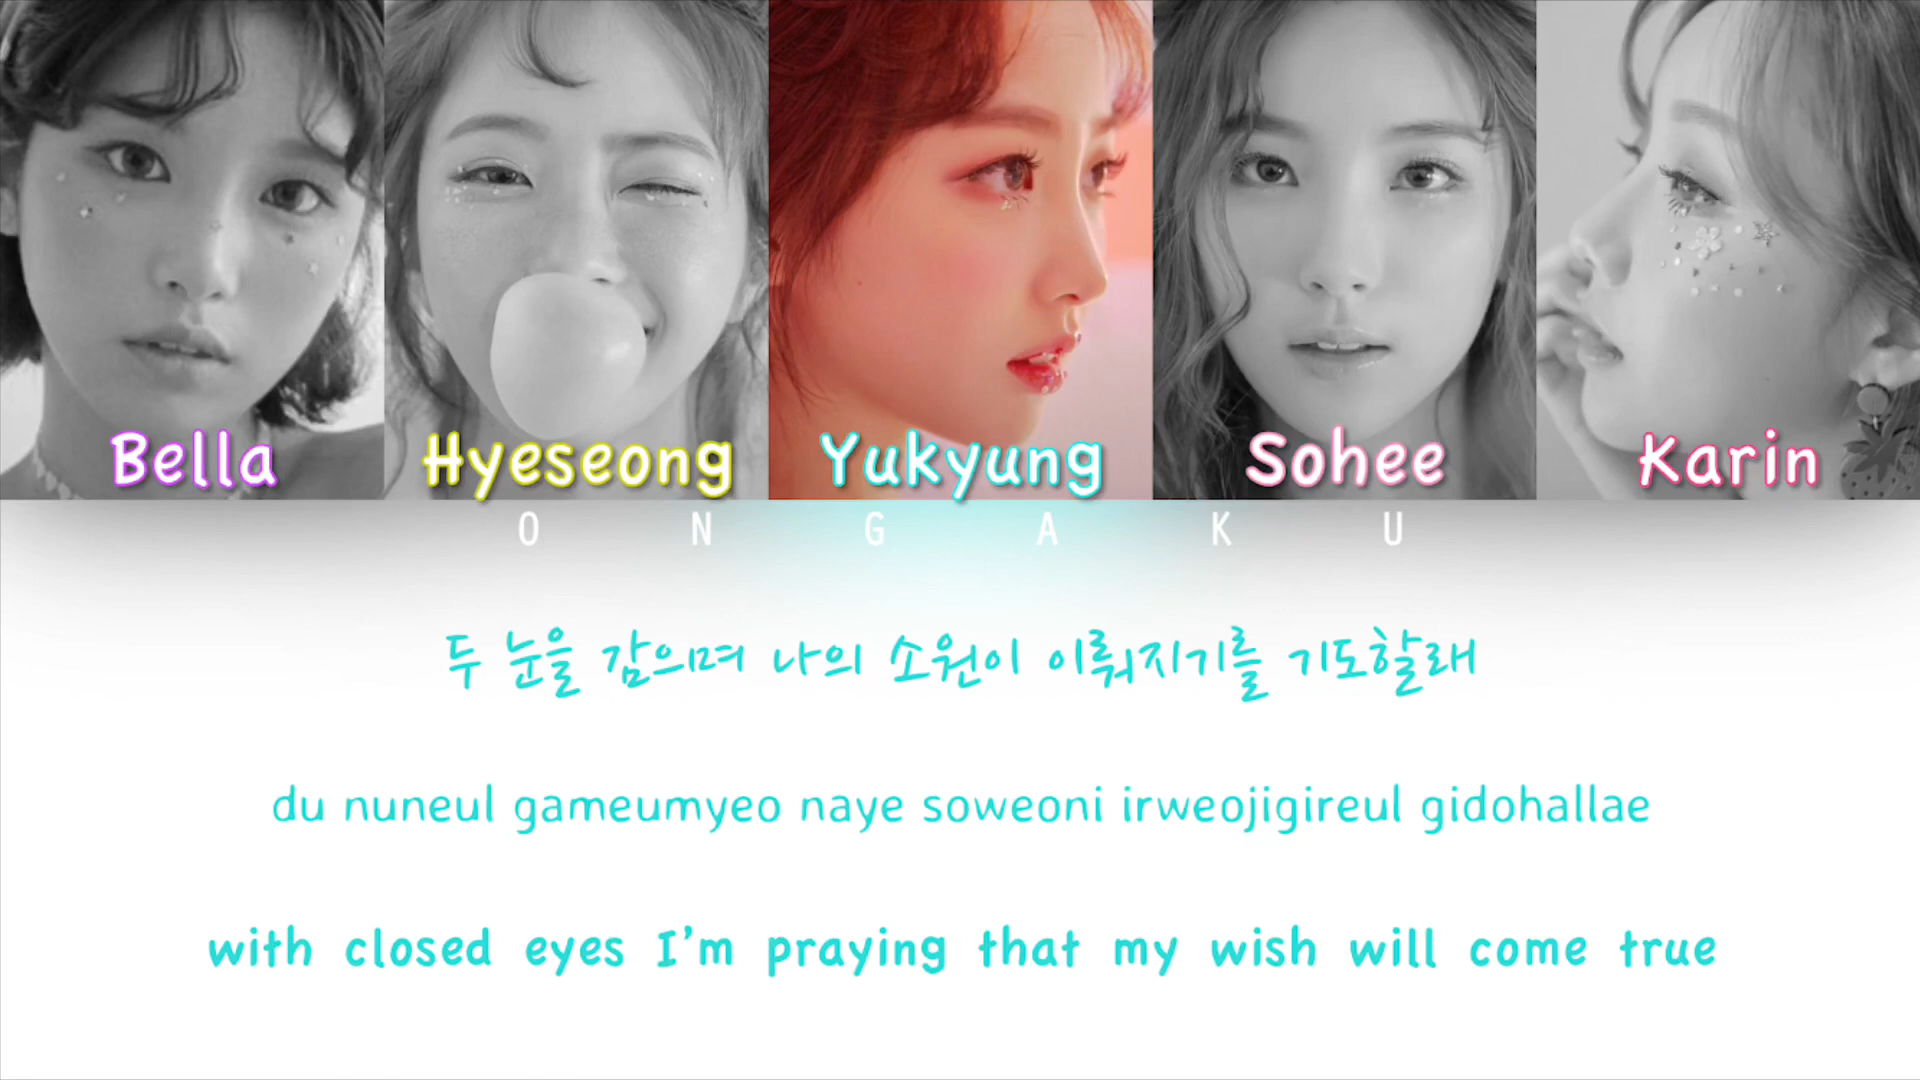 Bella
Hyeseong
Yukyung
Sohee
Karin
ONGAKU
두 눈을 감으며 나의 소원이 이뤄지기를 기도할래
du nuneul gameumyeo naye soweoni irweojigireul gidohallae
with closed eyes I'm praying that my wish will come true